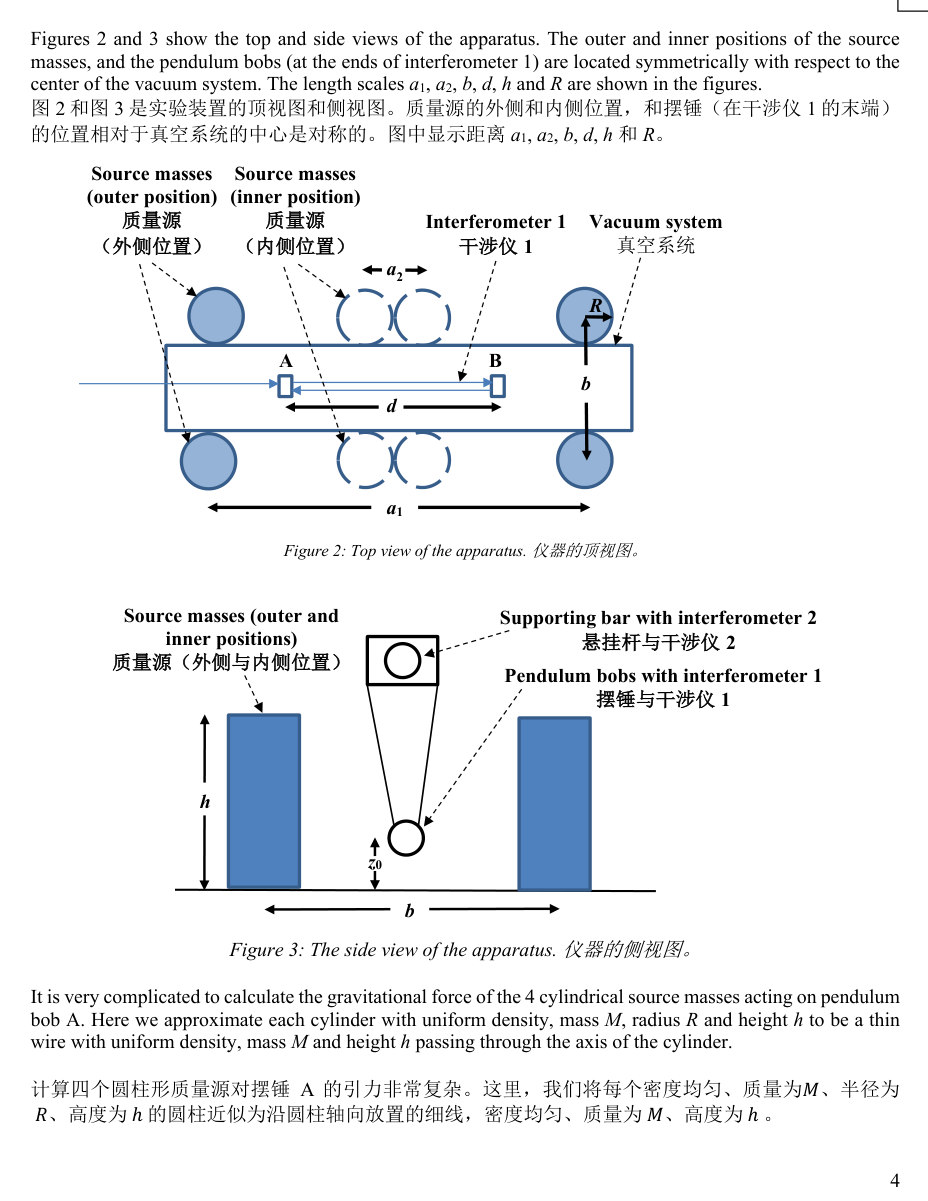 Figures 2 and 3 show the top and side views of the apparatus. The outer and inner positions of the source
masses, and the pendulum bobs (at the ends of interferometer 1) are located symmetrically with respect to the
center of the vacuum system. The length scales a₁, a₂, b, d, h and R are shown in the figures.
图 2 和图 3 是实验装置的顶视图和侧视图。质量源的外侧和内侧位置，和摆锤（在干涉仪 1 的末端）
的位置相对于真空系统的中心是对称的。图中显示距离 a₁, a₂, b, d, h 和 R。
Source masses
(outer position)
质量源
（外侧位置）
Source masses
(inner position)
质量源
（内侧位置）
Interferometer 1
干涉仪 1
Vacuum system
真空系统
a₂
R
A
B
b
d
a₁
Figure 2: Top view of the apparatus. 仪器的顶视图。
Source masses (outer and
inner positions)
质量源（外侧与内侧位置）
Supporting bar with interferometer 2
悬挂杆与干涉仪 2
Pendulum bobs with interferometer 1
摆锤与干涉仪 1
h
z₀
b
Figure 3: The side view of the apparatus. 仪器的侧视图。
It is very complicated to calculate the gravitational force of the 4 cylindrical source masses acting on pendulum
bob A. Here we approximate each cylinder with uniform density, mass M, radius R and height h to be a thin
wire with uniform density, mass M and height h passing through the axis of the cylinder.
计算四个圆柱形质量源对摆锤 A 的引力非常复杂。这里，我们将每个密度均匀、质量为M、半径为
R、高度为 h 的圆柱近似为沿圆柱轴向放置的细线，密度均匀、质量为 M、高度为 h 。
4